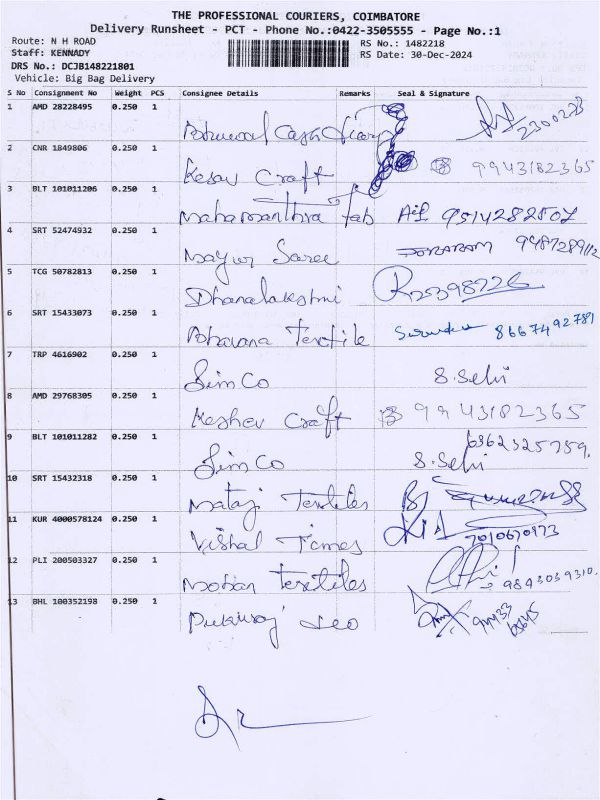 THE PROFESSIONAL COURIERS, COIMBATORE
Delivery Runsheet - PCT - Phone No.:0422-3505555 - Page No.:1
Route: N H ROAD RS No.: 1482218
Staff: KENNADY RS Date: 30-Dec-2024
DRS No.: DCJB148221801
Vehicle: Big Bag Delivery
S No Consignment No Weight PCS Consignee Details Remarks Seal & Signature
1 AMD 28228495 0.250 1
2 CNR 1849806 0.250 1 Kesav Craft 9943182365
3 BLT 101011206 0.250 1 Mahamanthra Fab
4 SRT 52474932 0.250 1 Mayur Saree
5 TCG 50782813 0.250 1 Dhanalakshmi
6 SRT 15433073 0.250 1 Bhavana Textile 8667492781
7 TRP 4616902 0.250 1 Sim Co S. Selvi
8 AMD 29768305 0.250 1 Keshav Craft 9943182365
9 BLT 101011282 0.250 1 Sim Co S. Selvi
10 SRT 15432318 0.250 1 Mataji Textiles
11 KUR 4000578124 0.250 1 Vishal Times 7010670173
12 PLI 200503327 0.250 1 Mohan Textiles
13 BHL 100352198 0.250 1